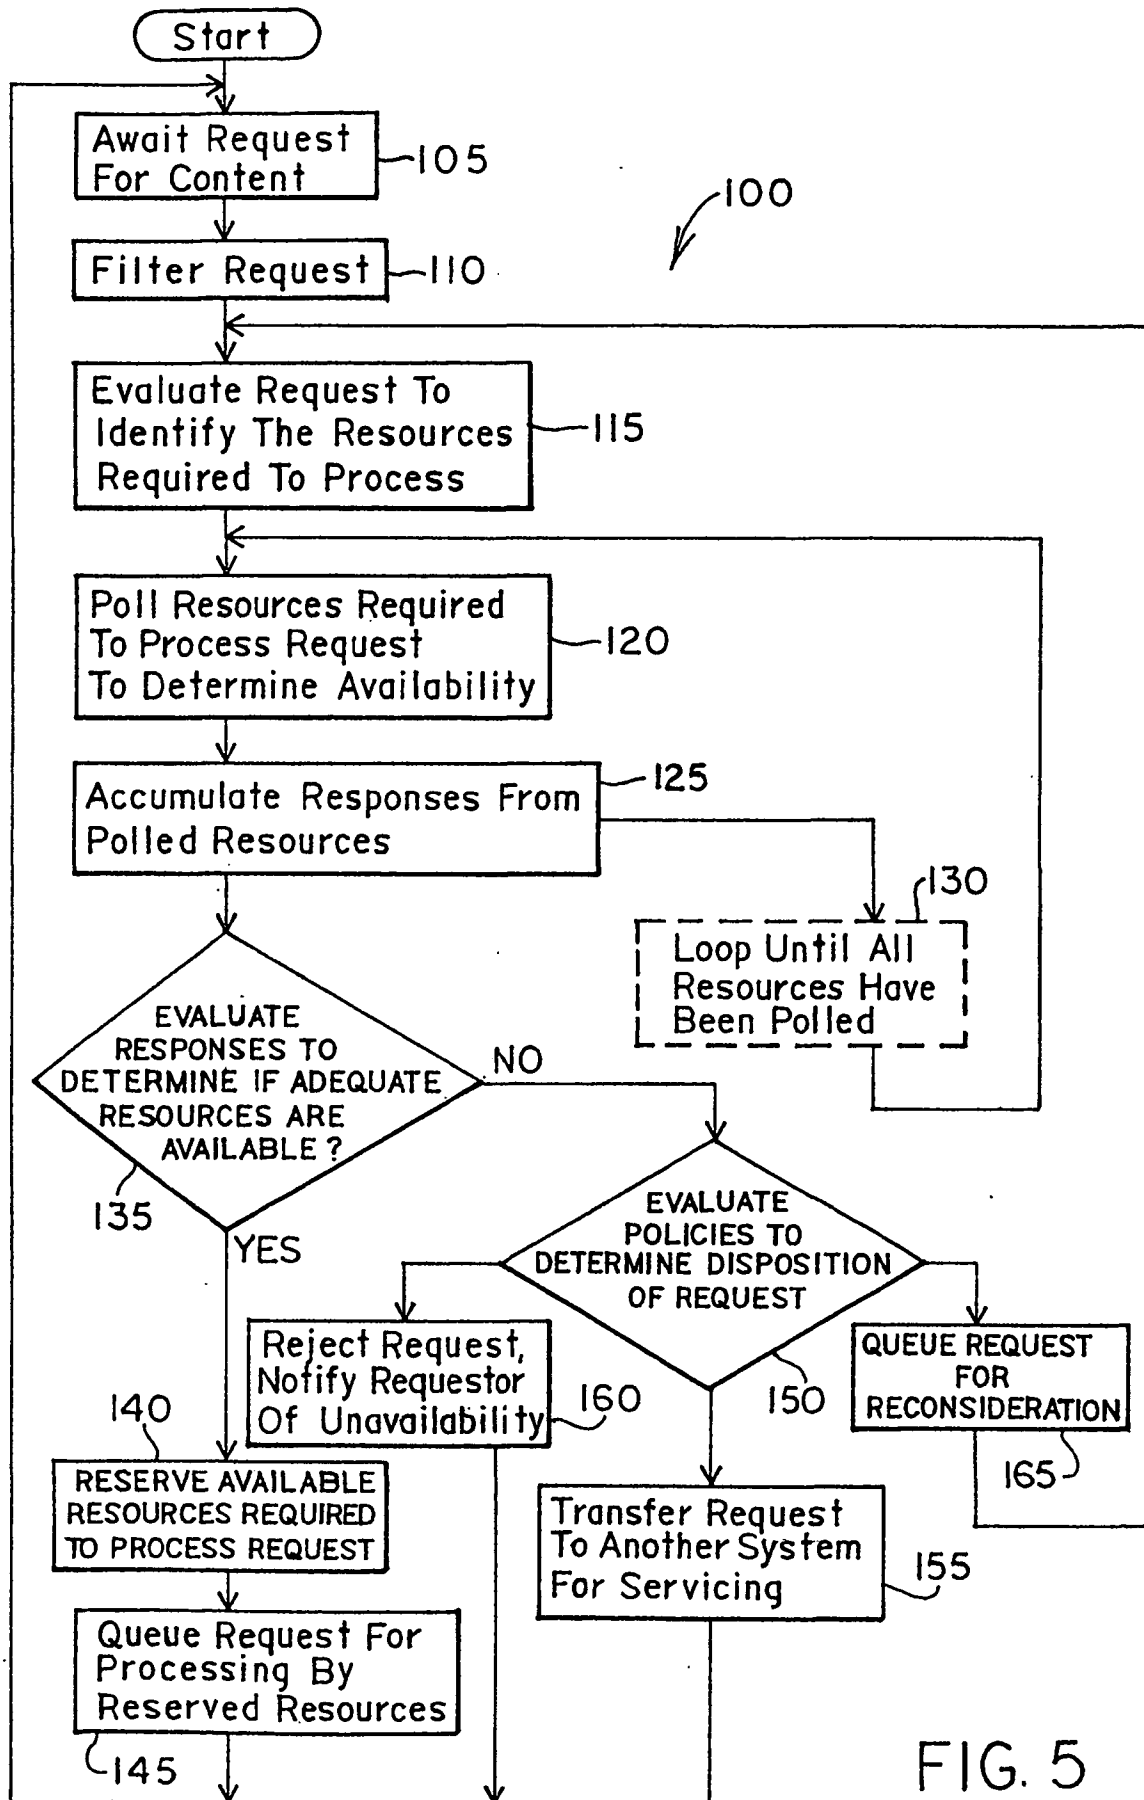 Start
Await Request
For Content
105
100
Filter Request
110
Evaluate Request To
Identify The Resources
Required To Process
115
Poll Resources Required
To Process Request
To Determine Availability
120
Accumulate Responses From
Polled Resources
125
130
Loop Until All
Resources Have
Been Polled
EVALUATE
RESPONSES TO
DETERMINE IF ADEQUATE
RESOURCES ARE
AVAILABLE?
135
NO
YES
EVALUATE
POLICIES TO
DETERMINE DISPOSITION
OF REQUEST
150
Reject Request,
Notify Requestor
Of Unavailability
160
QUEUE REQUEST
FOR
RECONSIDERATION
165
140
RESERVE AVAILABLE
RESOURCES REQUIRED
TO PROCESS REQUEST
Transfer Request
To Another System
For Servicing
155
Queue Request For
Processing By
Reserved Resources
145
FIG. 5